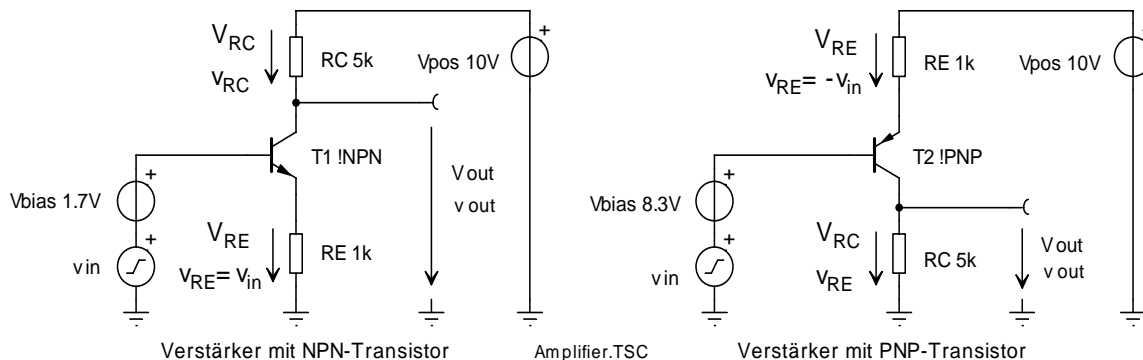 V_RC
v_RC
RC 5k
Vpos 10V
+
T1 !NPN
Vbias 1.7V
+
+
vin
V_RE
v_RE= v_in
RE 1k
Vout
v out
Verstärker mit NPN-Transistor
Amplifier.TSC
V_RE
v_RE= -v_in
RE 1k
Vpos 10V
+
T2 !PNP
Vbias 8.3V
+
+
vin
V_RC
v_RE
RC 5k
Vout
v out
Verstärker mit PNP-Transistor